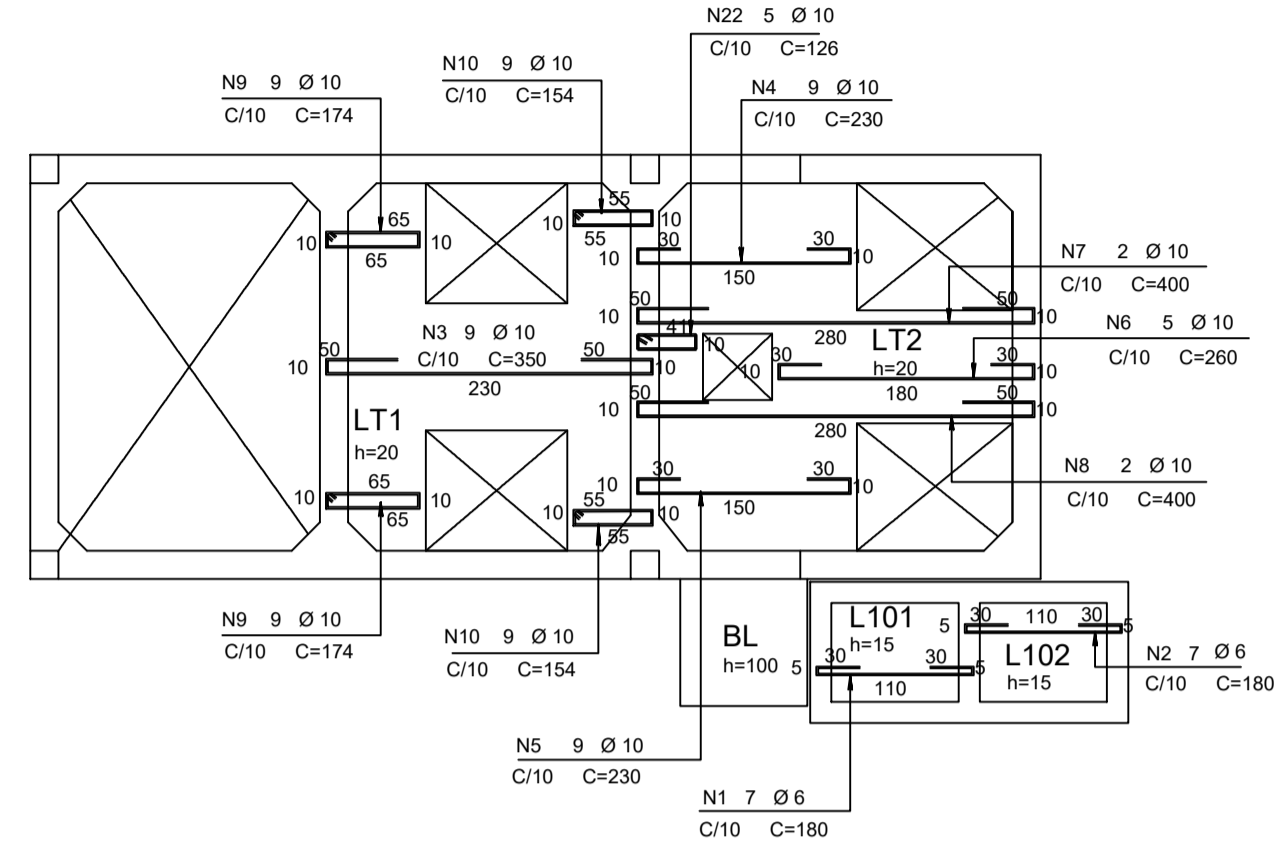 N22 5 Ø 10
C/10 C=126
N10 9 Ø 10
C/10 C=154
N9 9 Ø 10
C/10 C=174
N4 9 Ø 10
C/10 C=230
55
10 10
55
65
10 10
65
30 30
10 10
150
N7 2 Ø 10
C/10 C=400
50 50
10 10
280
41
10
LT2
h=20
N6 5 Ø 10
C/10 C=260
N3 9 Ø 10
C/10 C=350
50 50
10 10
230
30 30
10 10
180
50 50
10 10
280
LT1
h=20
65
10 10
65
30 30
10 10
150
N8 2 Ø 10
C/10 C=400
55
10 10
55
N9 9 Ø 10
C/10 C=174
N10 9 Ø 10
C/10 C=154
BL
h=100
L101
h=15
30 110 30
5 5
30 30
5 5
110
L102
h=15
N2 7 Ø 6
C/10 C=180
N5 9 Ø 10
C/10 C=230
N1 7 Ø 6
C/10 C=180